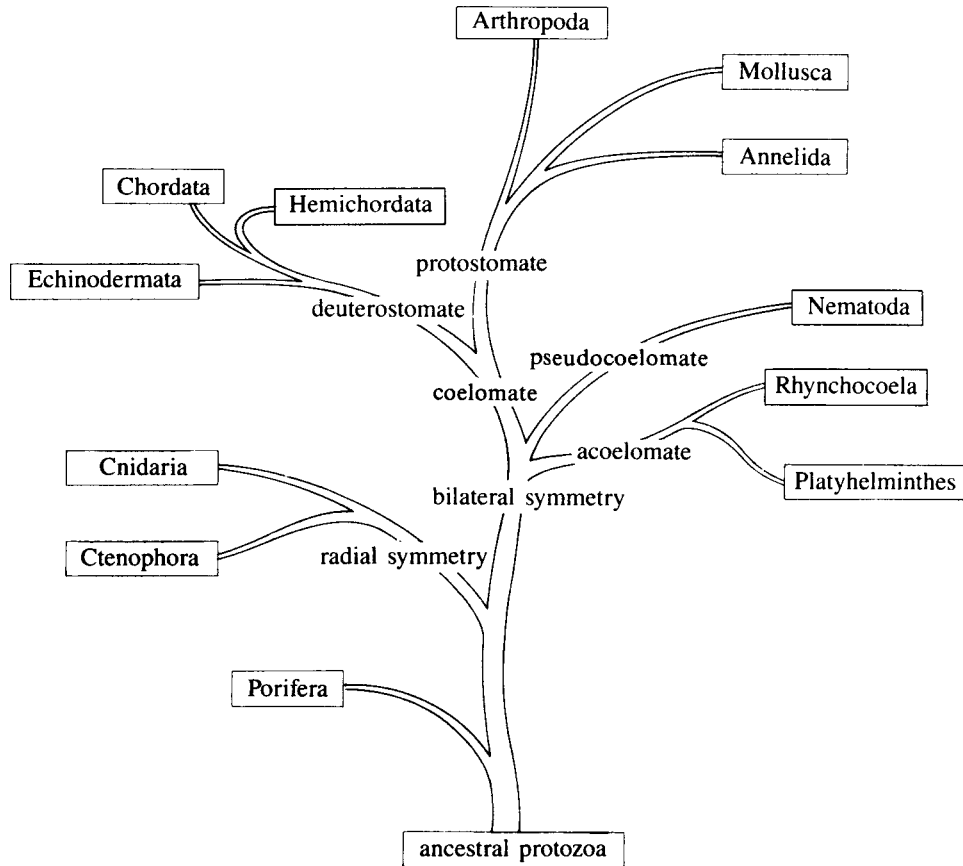 Arthropoda
Mollusca
Annelida
Chordata
Hemichordata
Echinodermata
protostomate
deuterostomate
Nematoda
pseudocoelomate
Rhynchocoela
coelomate
acoelomate
Platyhelminthes
Cnidaria
bilateral symmetry
Ctenophora
radial symmetry
Porifera
ancestral protozoa